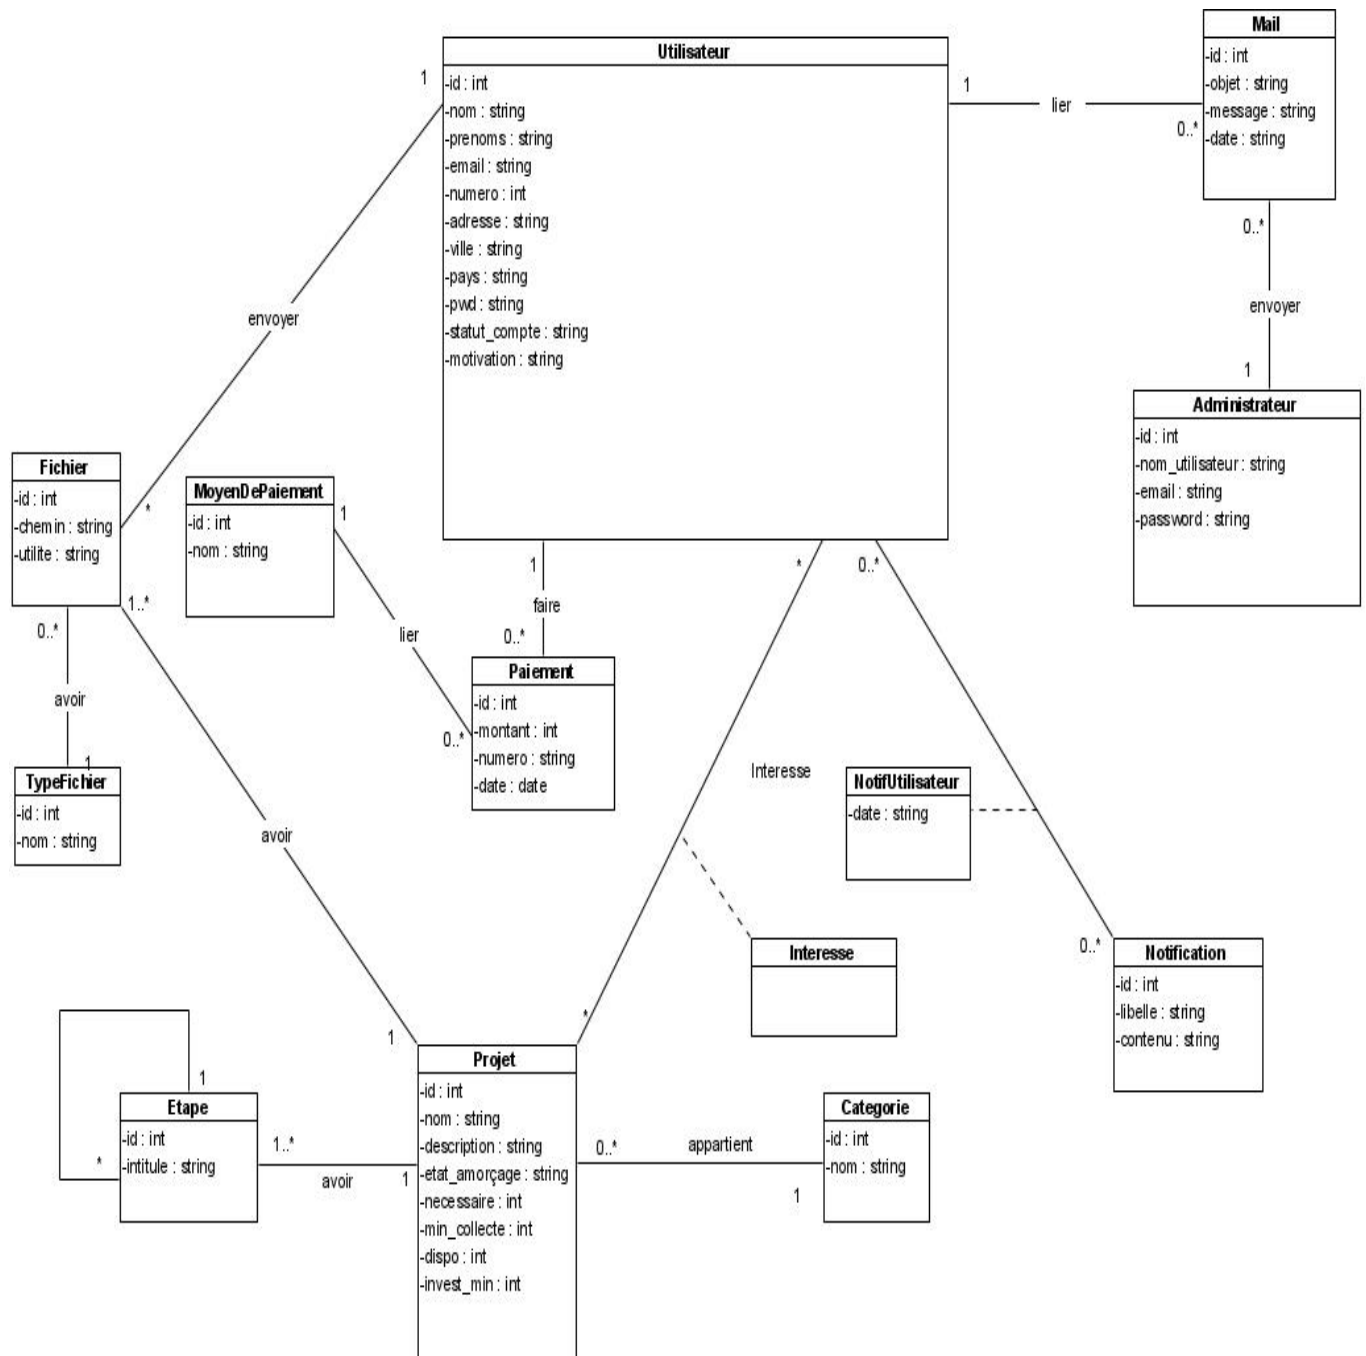 Utilisateur
-id : int
-nom : string
-prenoms : string
-email : string
-numero : int
-adresse : string
-ville : string
-pays : string
-pwd : string
-statut_compte : string
-motivation : string
Mail
-id : int
-objet : string
-message : string
-date : string
1
1
lier
0..*
0..*
envoyer
1
envoyer
Administrateur
-id : int
-nom_utilisateur : string
-email : string
-password : string
Fichier
-id : int
-chemin : string
-utilite : string
*
MoyenDePaiement
-id : int
-nom : string
1
1..*
0..*
avoir
1
lier
0..*
1
faire
0..*
*
0..*
Paiement
-id : int
-montant : int
-numero : string
-date : date
TypeFichier
-id : int
-nom : string
avoir
Interesse
NotifUtilisateur
-date : string
Interesse
0..*
Notification
-id : int
-libelle : string
-contenu : string
*
1
Projet
-id : int
-nom : string
-description : string
-etat_amorçage : string
-necessaire : int
-min_collecte : int
-dispo : int
-invest_min : int
1
Etape
-id : int
-intitule : string
*
1..*
avoir
1
0..*
appartient
1
Categorie
-id : int
-nom : string